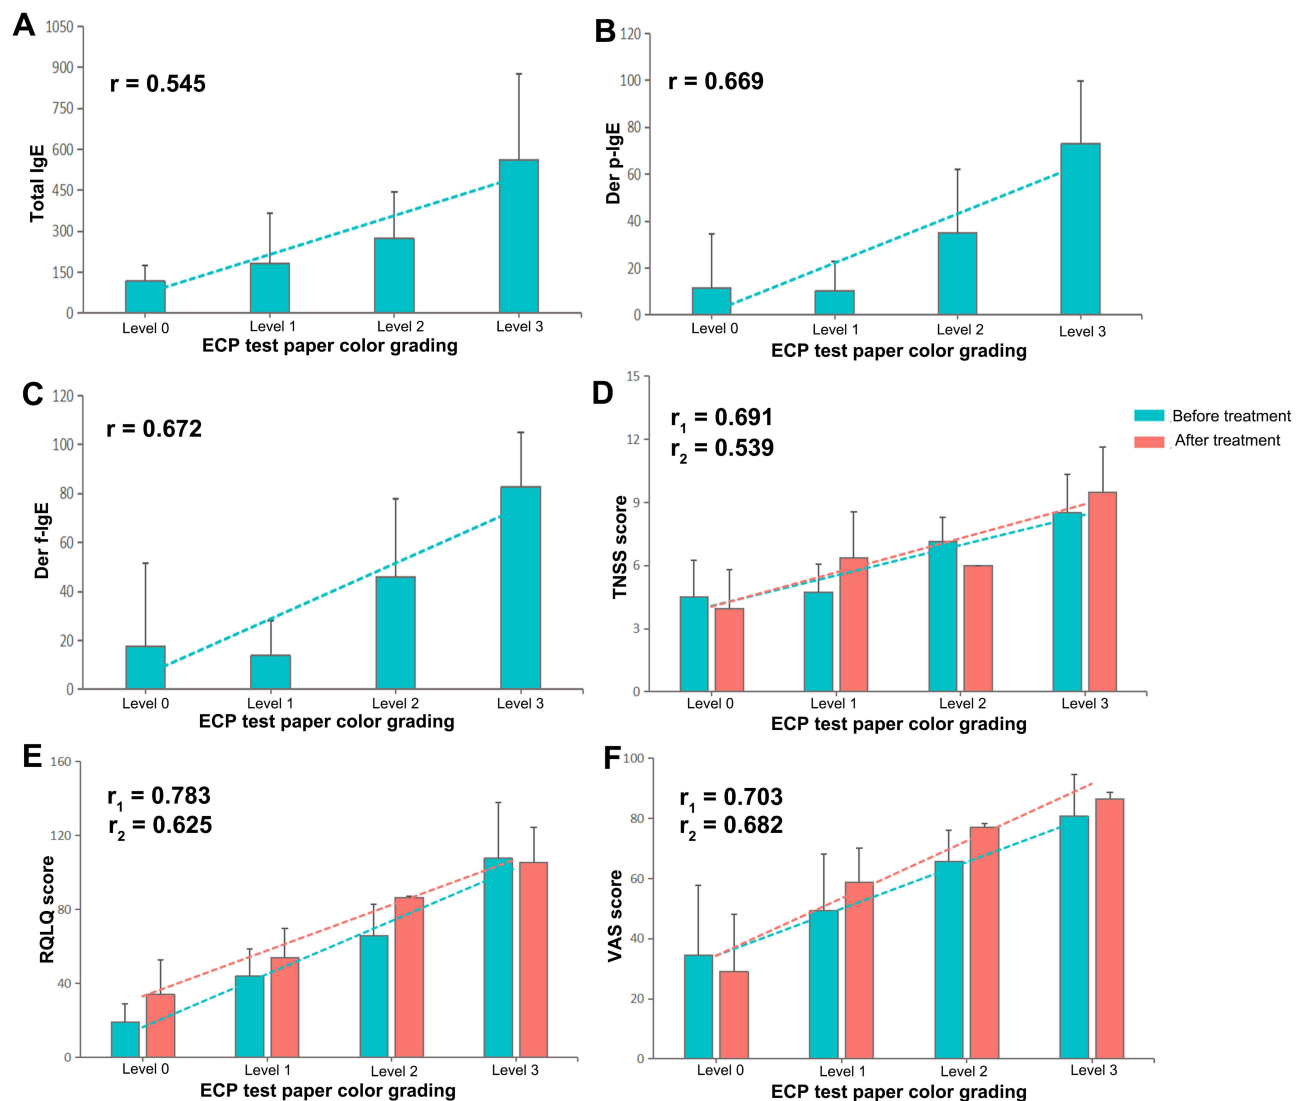 A
1050
900
750
600
450
300
150
0
Total IgE
r = 0.545
Level 0 Level 1 Level 2 Level 3
ECP test paper color grading
B
120
100
80
60
40
20
0
Der p-IgE
r = 0.669
Level 0 Level 1 Level 2 Level 3
ECP test paper color grading
C
120
100
80
60
40
20
0
Der f-IgE
r = 0.672
Level 0 Level 1 Level 2 Level 3
ECP test paper color grading
D
15
12
9
6
3
0
TNSS score
r1 = 0.691
r2 = 0.539
Before treatment
After treatment
Level 0 Level 1 Level 2 Level 3
ECP test paper color grading
E
160
120
80
40
0
RQLQ score
r1 = 0.783
r2 = 0.625
Level 0 Level 1 Level 2 Level 3
ECP test paper color grading
F
100
80
60
40
20
0
VAS score
r1 = 0.703
r2 = 0.682
Level 0 Level 1 Level 2 Level 3
ECP test paper color grading